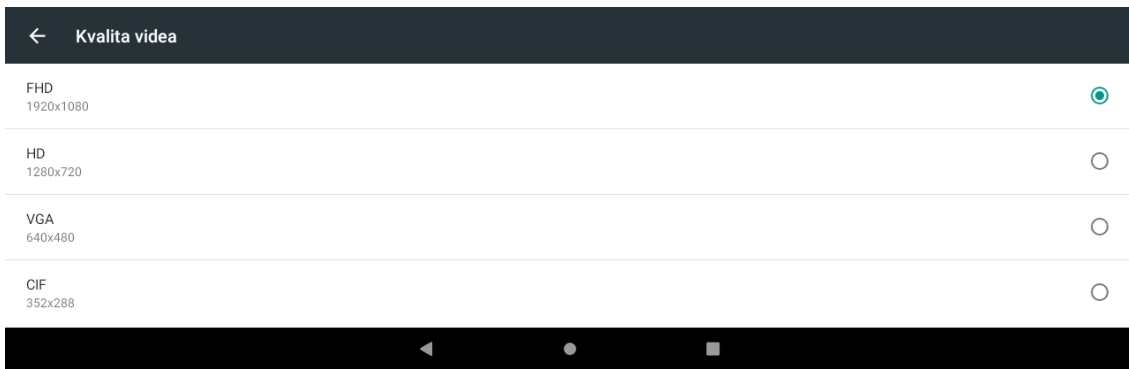 Kvalita videa
FHD
1920x1080
HD
1280x720
VGA
640x480
CIF
352x288